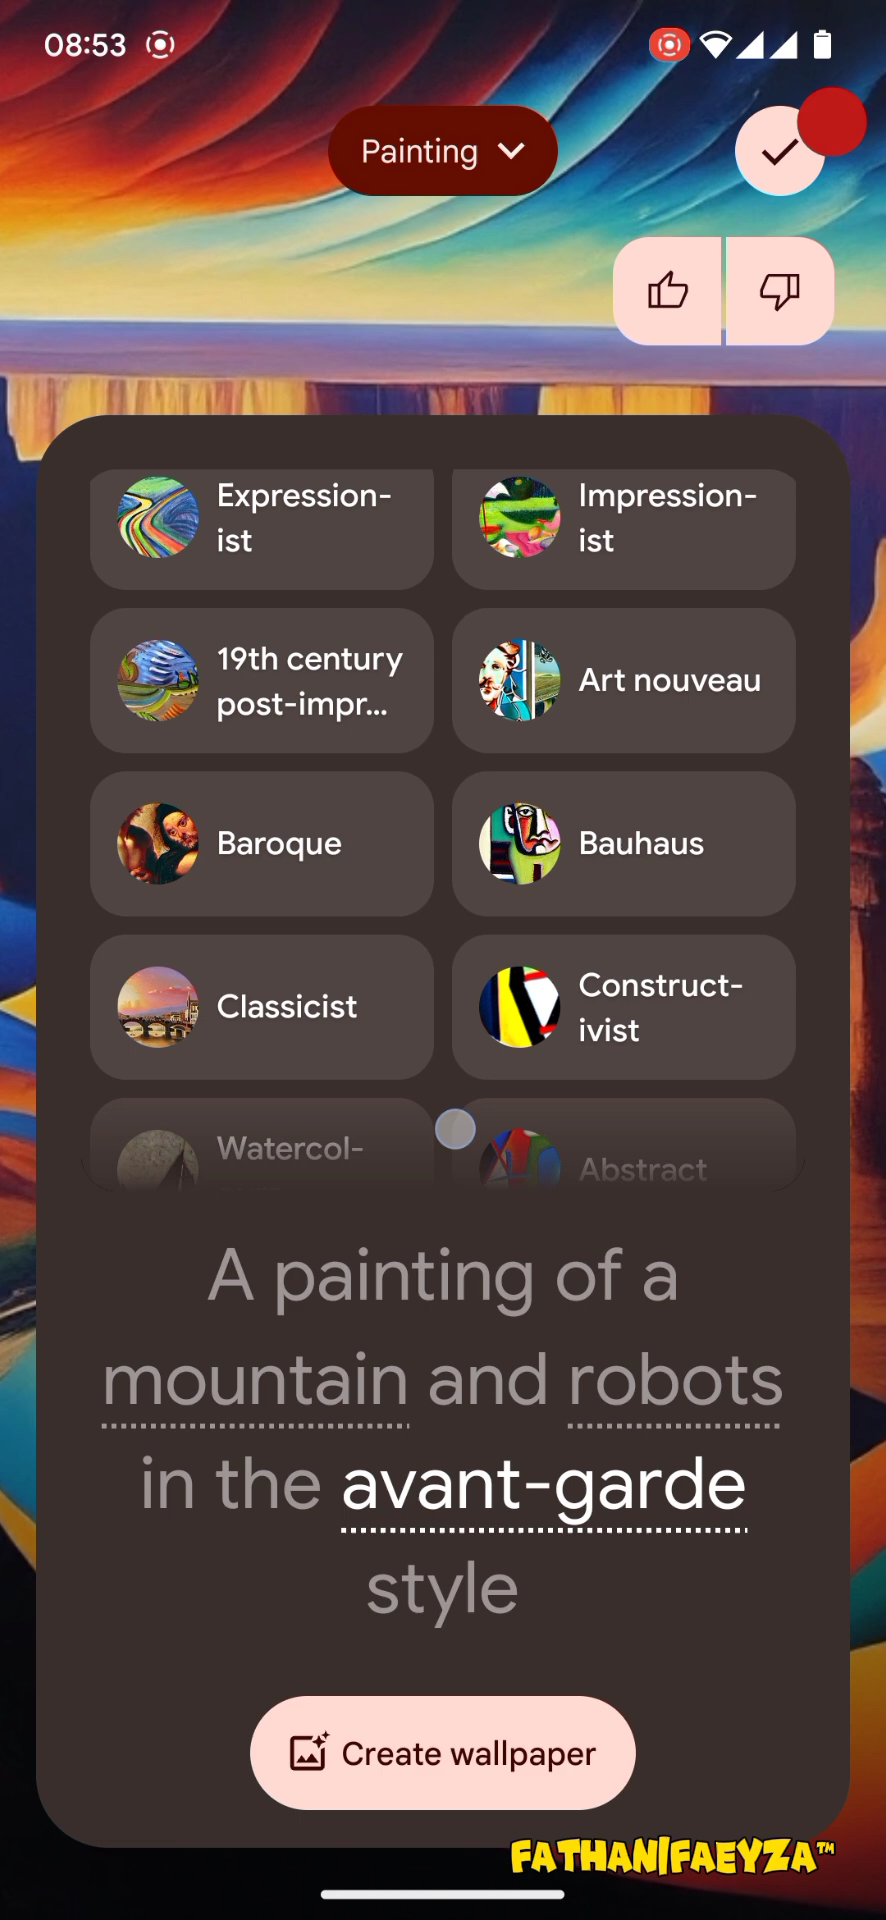 08:53
Painting
Expression-
ist
Impression-
ist
19th century
post-impr...
Art nouveau
Baroque
Bauhaus
Classicist
Construct-
ivist
Watercol-
Abstract
A painting of a
mountain and robots
in the avant-garde
style
Create wallpaper
FATHANIFAEYZA™